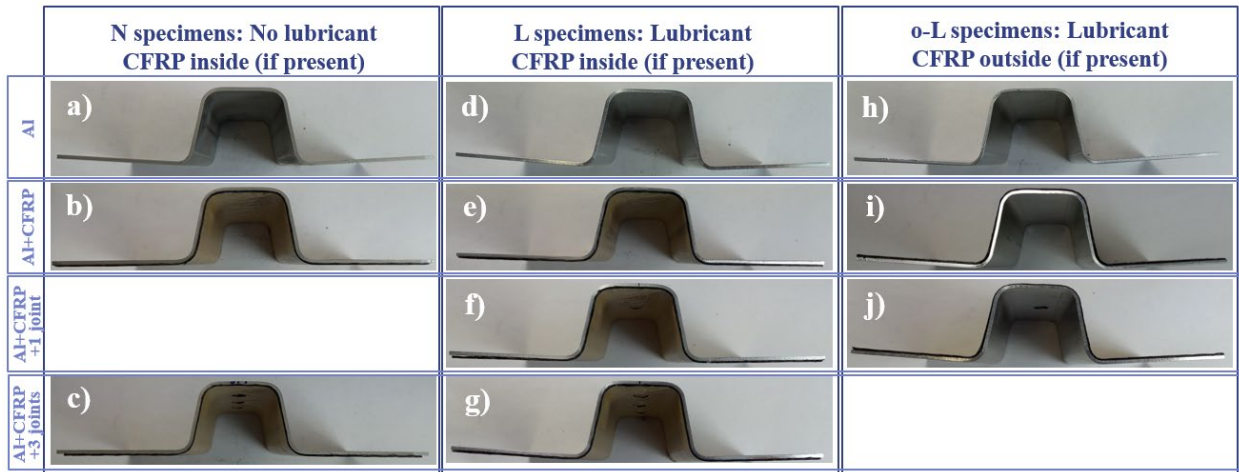 N specimens: No lubricant
CFRP inside (if present)
L specimens: Lubricant
CFRP inside (if present)
o-L specimens: Lubricant
CFRP outside (if present)
Al
a)
d)
h)
Al+CFRP
b)
e)
i)
Al+CFRP
+1 joint
f)
j)
Al+CFRP
+3 joints
c)
g)